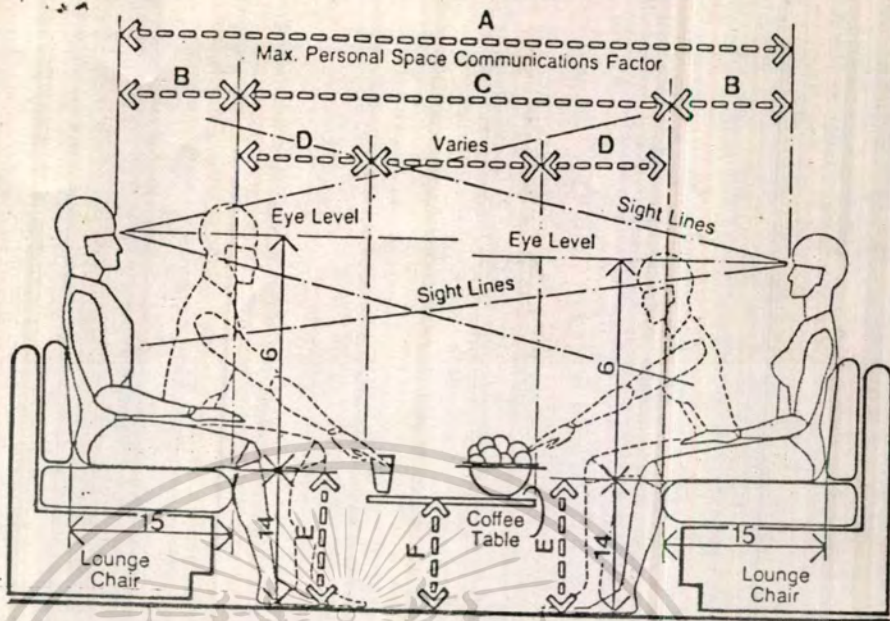 A
Max. Personal Space Communications Factor
B
C
B
D
Varies
D
Eye Level
Sight Lines
Eye Level
Sight Lines
6
6
15
14
E
F
Coffee
Table
E
14
15
Lounge
Chair
Lounge
Chair